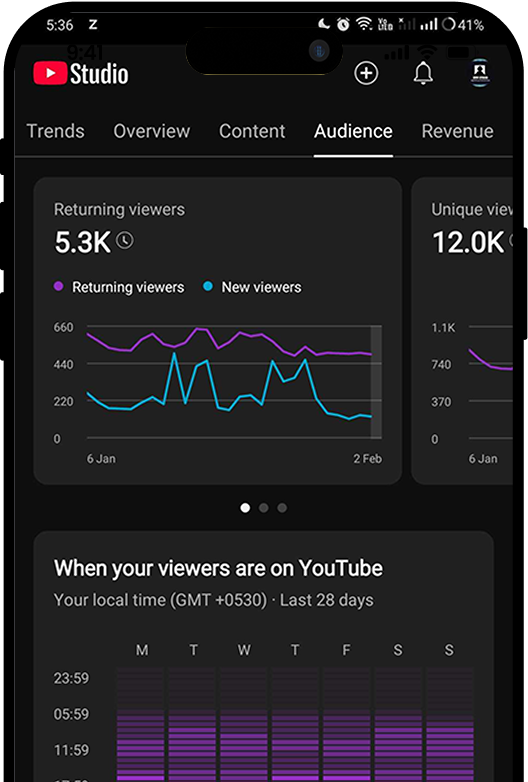 5:36 Z 41%
9:41
Studio
Trends Overview Content Audience Revenue
Returning viewers
5.3K
Returning viewers New viewers
660
440
220
0
6 Jan 2 Feb
Unique
12.0K
1.1K
740
370
0
6 Jan
When your viewers are on YouTube
Your local time (GMT +0530) · Last 28 days
M T W T F S S
23:59
05:59
11:59